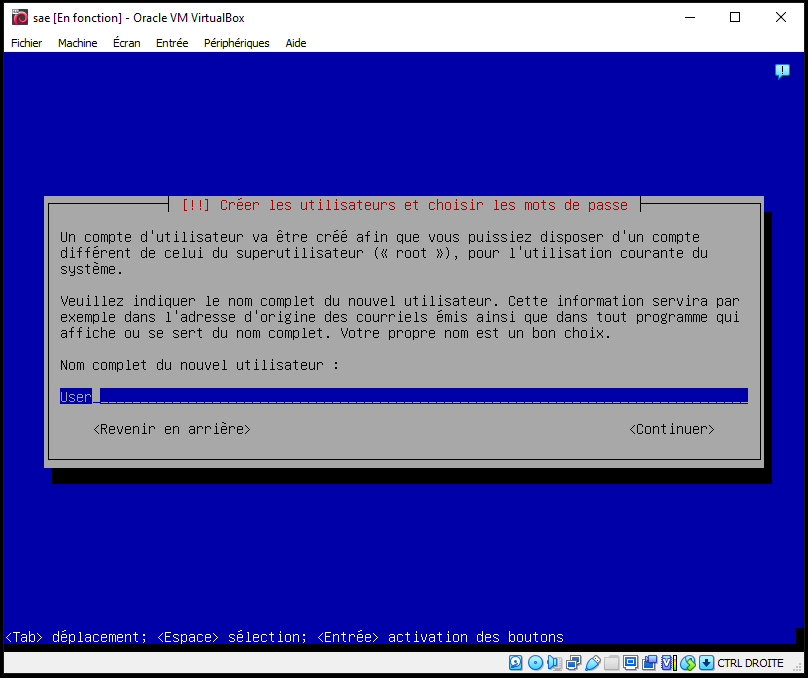 sae [En fonction] - Oracle VM VirtualBox
Fichier Machine Écran Entrée Périphériques Aide
[!!] Créer les utilisateurs et choisir les mots de passe
Un compte d'utilisateur va être créé afin que vous puissiez disposer d'un compte
différent de celui du superutilisateur (« root »), pour l'utilisation courante du
système.
Veuillez indiquer le nom complet du nouvel utilisateur. Cette information servira par
exemple dans l'adresse d'origine des courriels émis ainsi que dans tout programme qui
affiche ou se sert du nom complet. Votre propre nom est un bon choix.
Nom complet du nouvel utilisateur :
User
<Revenir en arrière> <Continuer>
<Tab> déplacement; <Espace> sélection; <Entrée> activation des boutons
CTRL DROITE